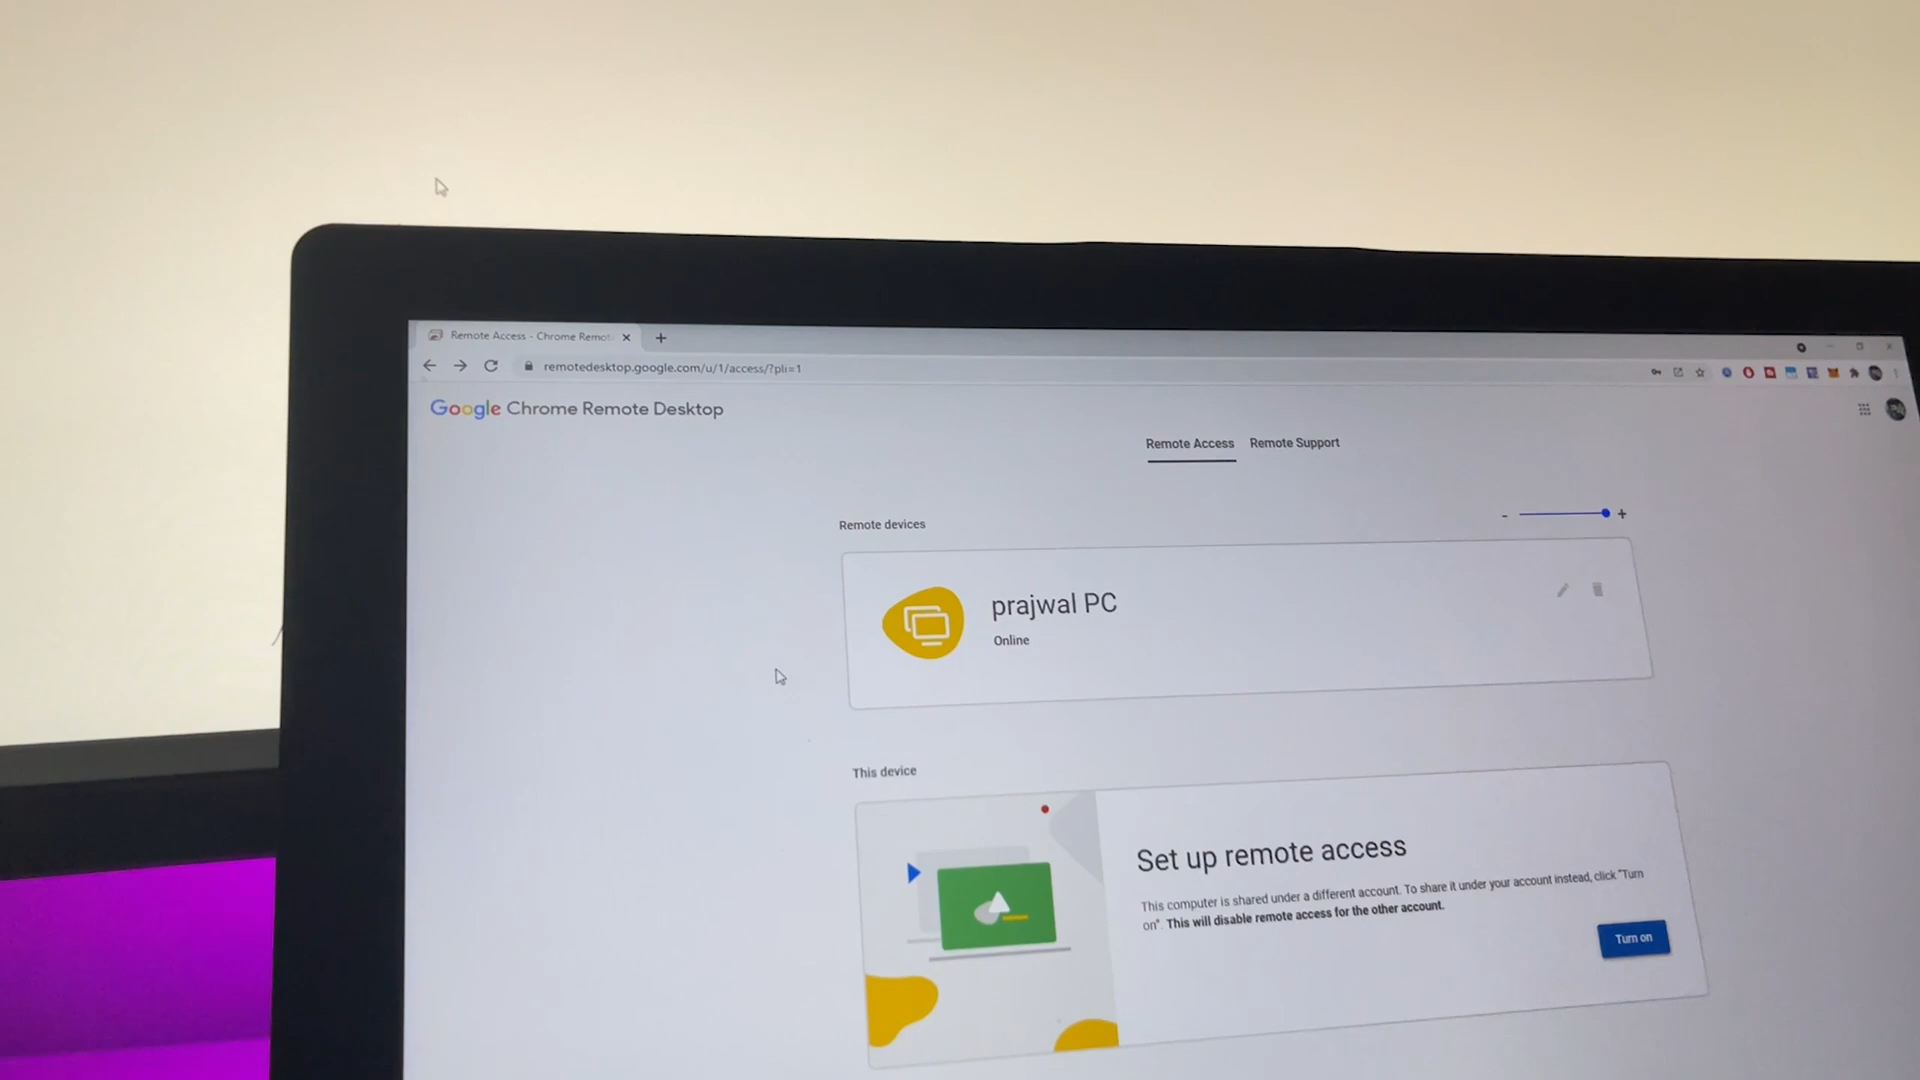 Remote Access - Chrome Remot
remotedesktop.google.com/u/1/access/?pli=1
Google Chrome Remote Desktop
Remote Access Remote Support
Remote devices
- +
prajwal PC
Online
This device
Set up remote access
This computer is shared under a different account. To share it under your account instead, click "Turn
on". This will disable remote access for the other account.
Turn on